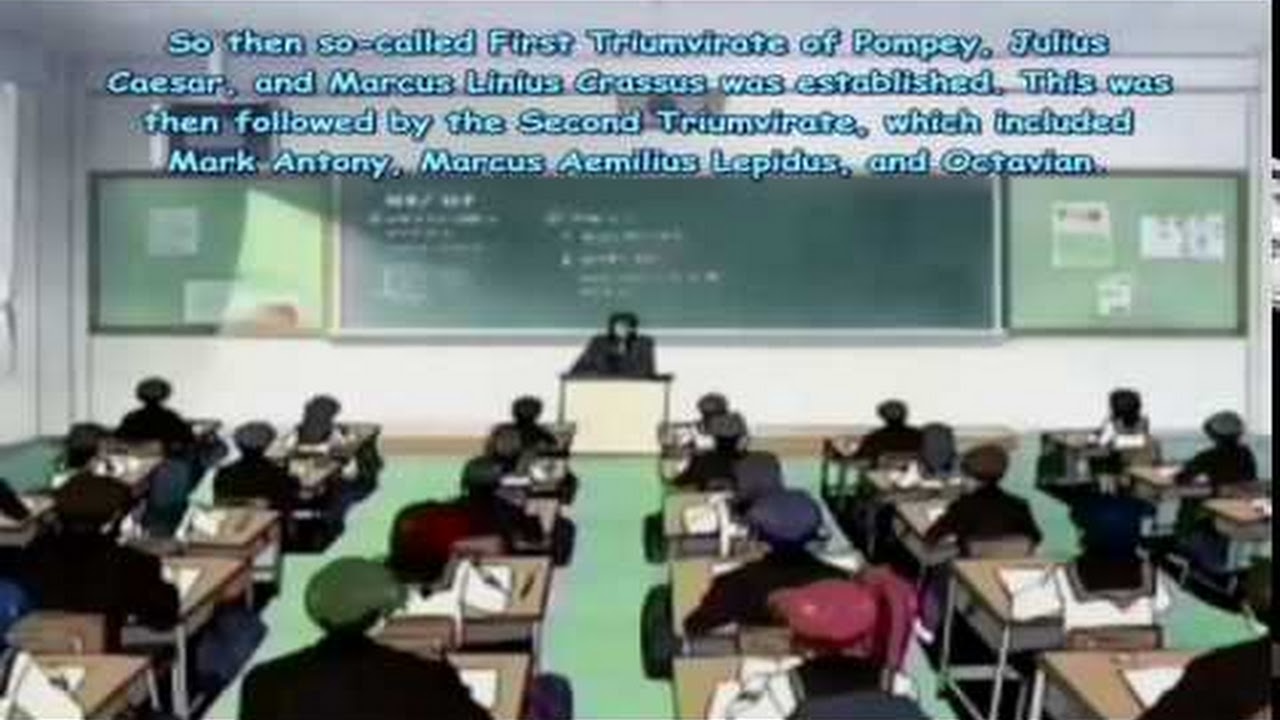 So then so-called First Triumvirate of Pompey, Julius
Caesar, and Marcus Linius Crassus was established. This was
then followed by the Second Triumvirate, which included
Mark Antony, Marcus Aemilius Lepidus, and Octavian.